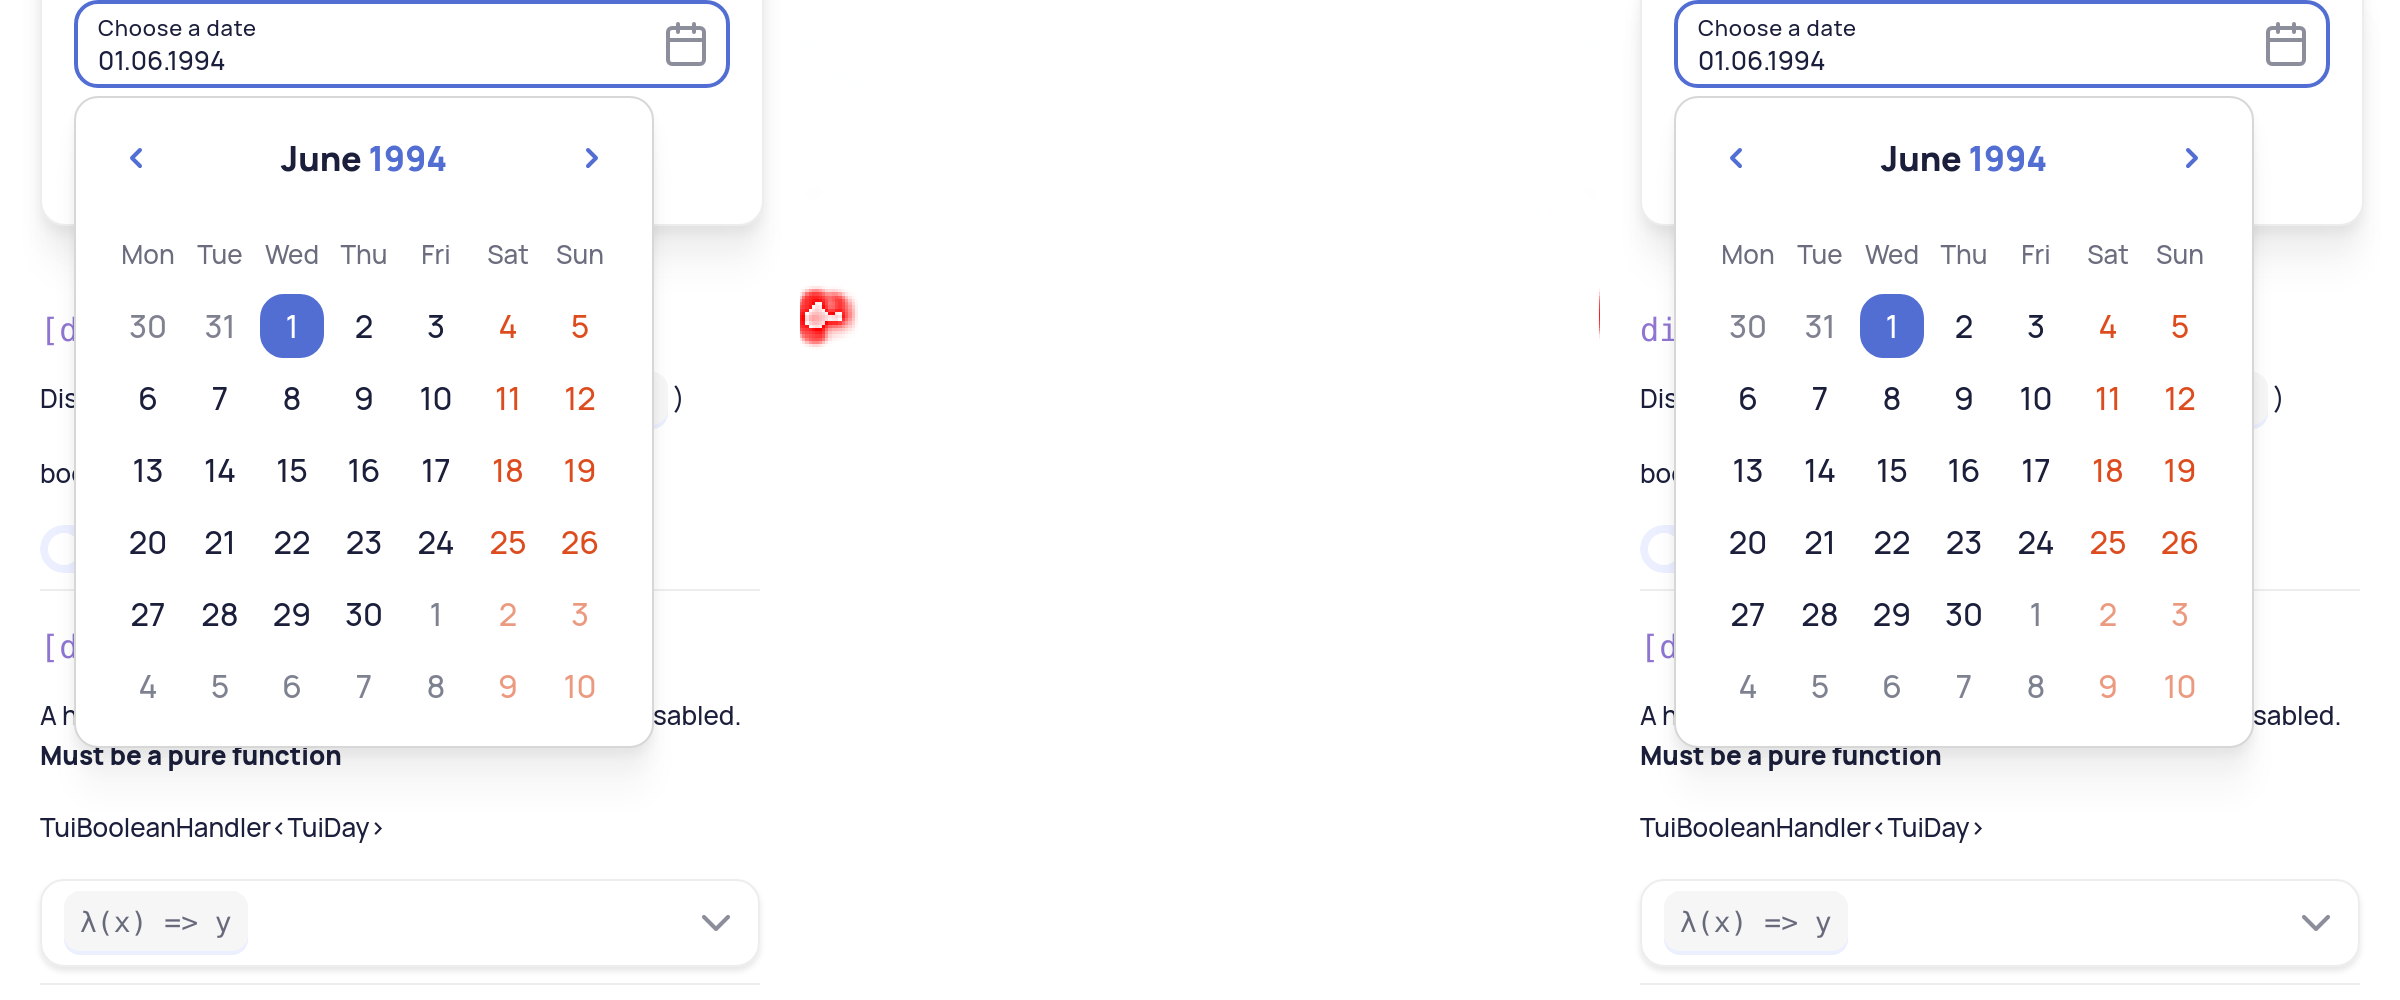 Choose a date
01.06.1994
June 1994
Mon Tue Wed Thu Fri Sat Sun
30 31 1 2 3 4 5
6 7 8 9 10 11 12
13 14 15 16 17 18 19
20 21 22 23 24 25 26
27 28 29 30 1 2 3
4 5 6 7 8 9 10
[d
Dis )
boo
[d
A h sabled.
Must be a pure function
TuiBooleanHandler<TuiDay>
λ(x) => y
Choose a date
01.06.1994
June 1994
Mon Tue Wed Thu Fri Sat Sun
30 31 1 2 3 4 5
6 7 8 9 10 11 12
13 14 15 16 17 18 19
20 21 22 23 24 25 26
27 28 29 30 1 2 3
4 5 6 7 8 9 10
di
Dis )
boo
[d
A h sabled.
Must be a pure function
TuiBooleanHandler<TuiDay>
λ(x) => y